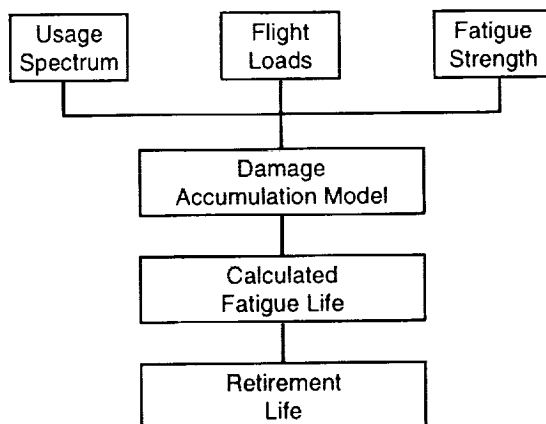 Usage
Spectrum
Flight
Loads
Fatigue
Strength
Damage
Accumulation Model
Calculated
Fatigue Life
Retirement
Life